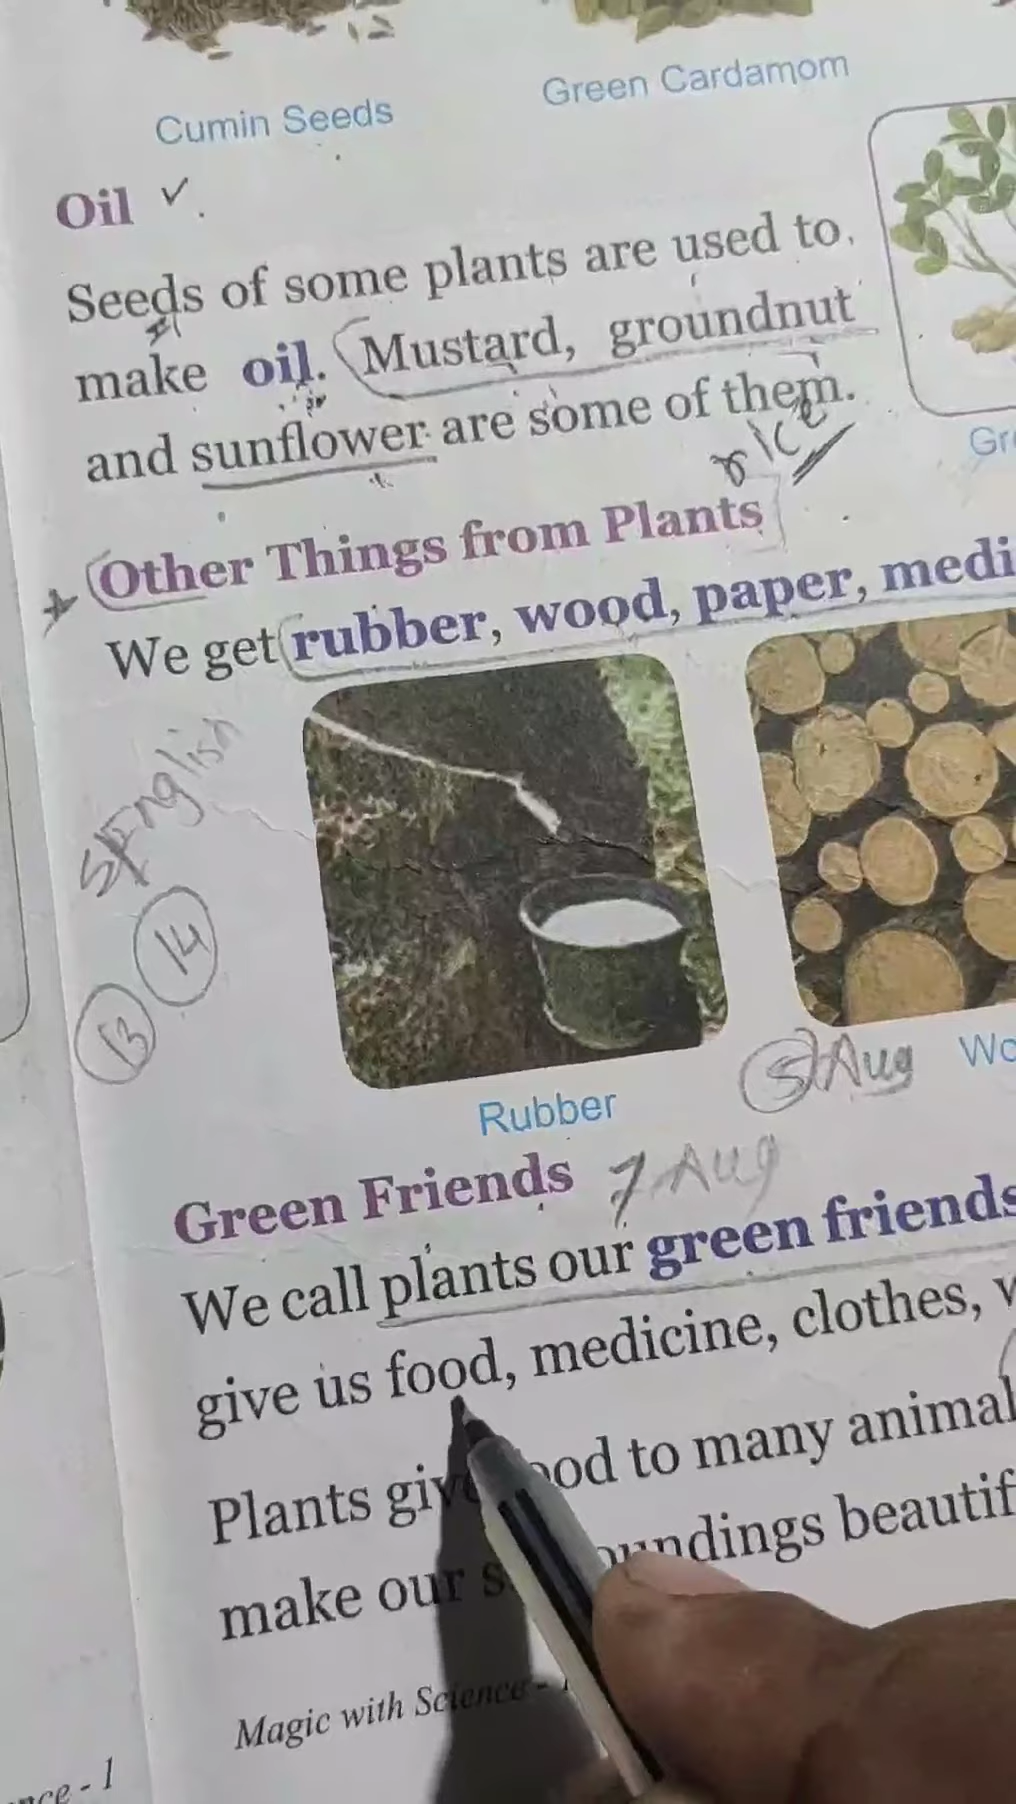 Cumin Seeds
Green Cardamom
Oil ✓.
Seeds of some plants are used to
make oil. Mustard, groundnut
and sunflower are some of them.
rice
Gr
Other Things from Plants
We get rubber, wood, paper, medi
English
14
13
5 Aug
Wo
Rubber
Green Friends 7 Aug
We call plants our green friends
give us food, medicine, clothes, w
Plants giv ood to many animal
make our s oundings beautif
Magic with Science -
nce - 1